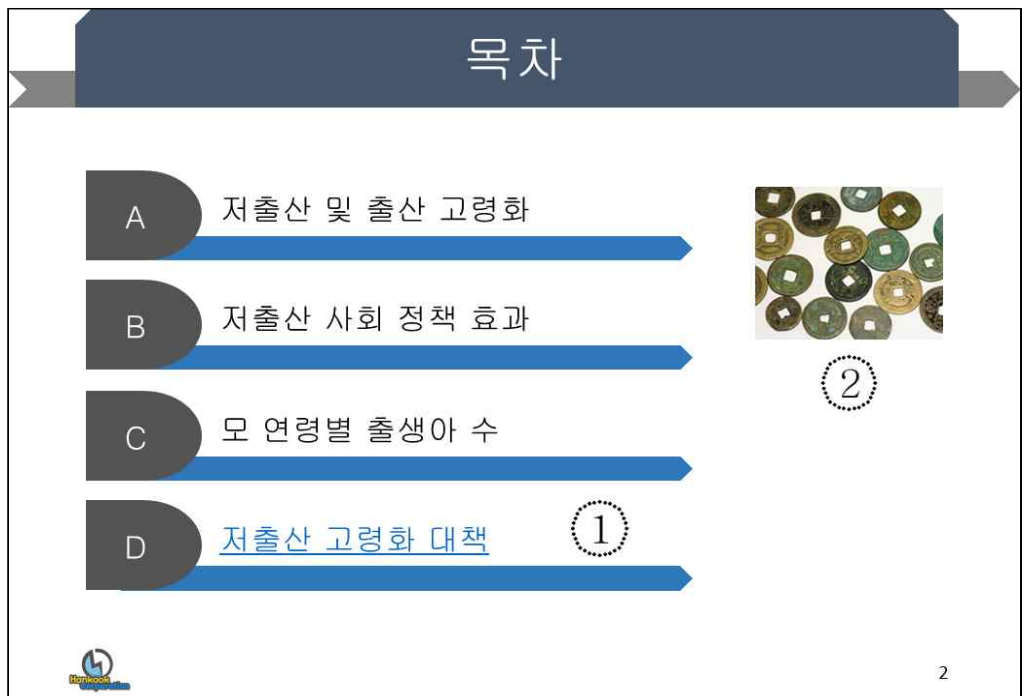 목차
A 저출산 및 출산 고령화
B 저출산 사회 정책 효과
②
C 모 연령별 출생아 수
D 저출산 고령화 대책 ①
Hankook
Corporation
2